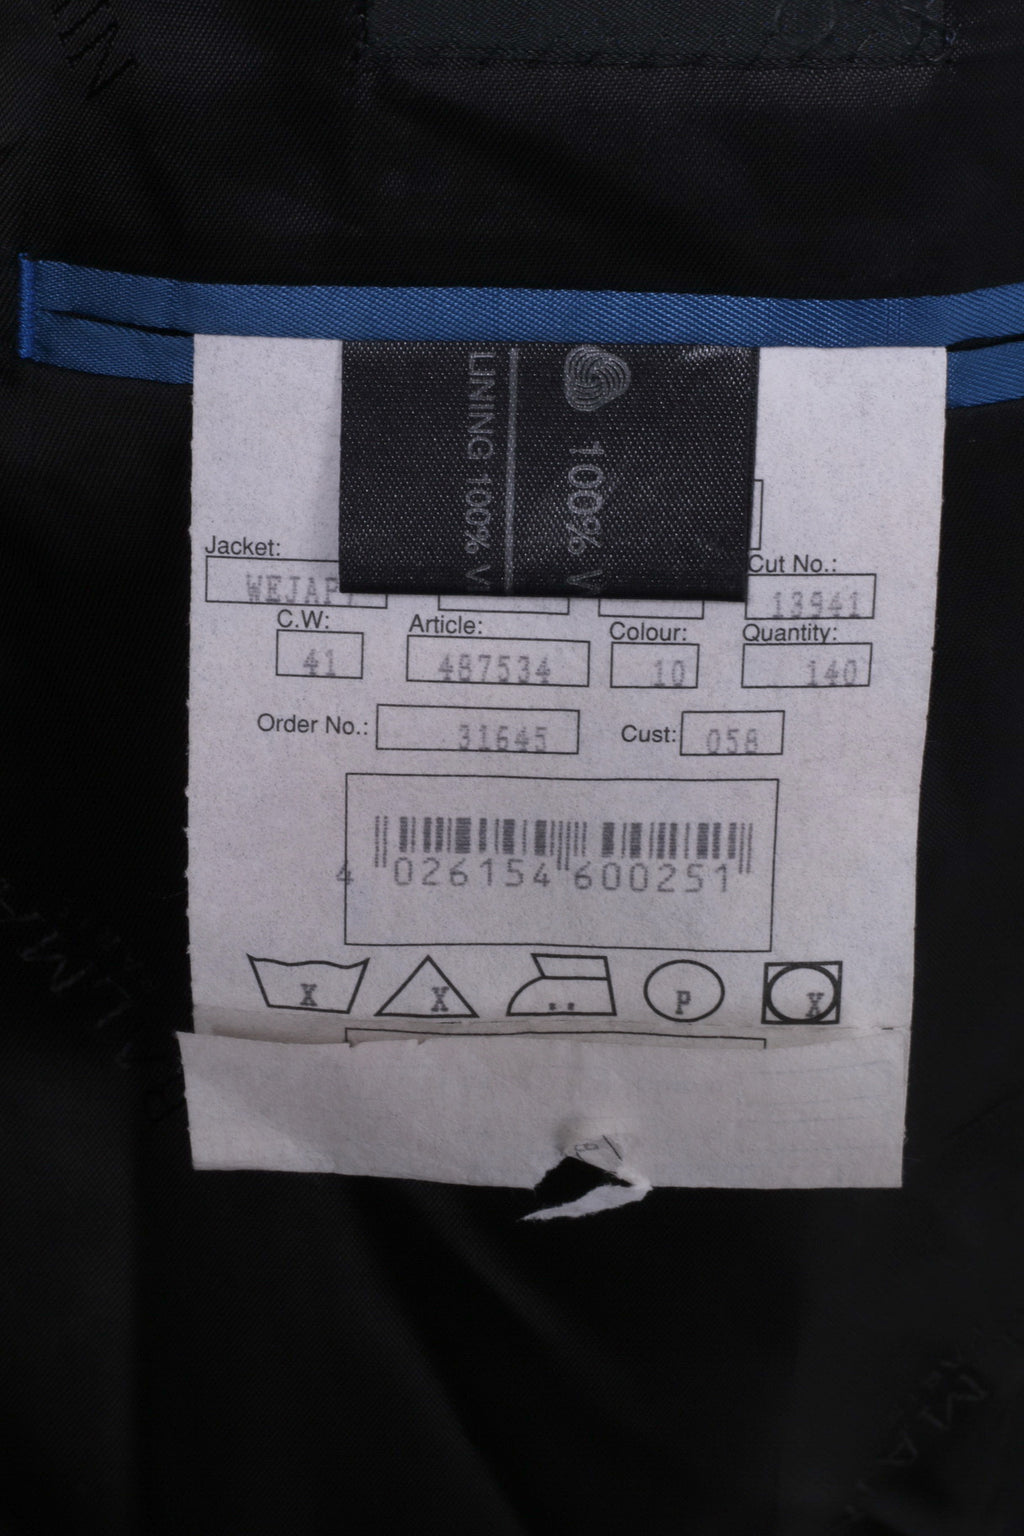 LINING 100% V
100% V
Jacket:
Cut No.:
13941
C.W: Article: Colour: Quantity:
41 487534 10 140
Order No.: 31645 Cust: 058
4 026154 600251
X X P X